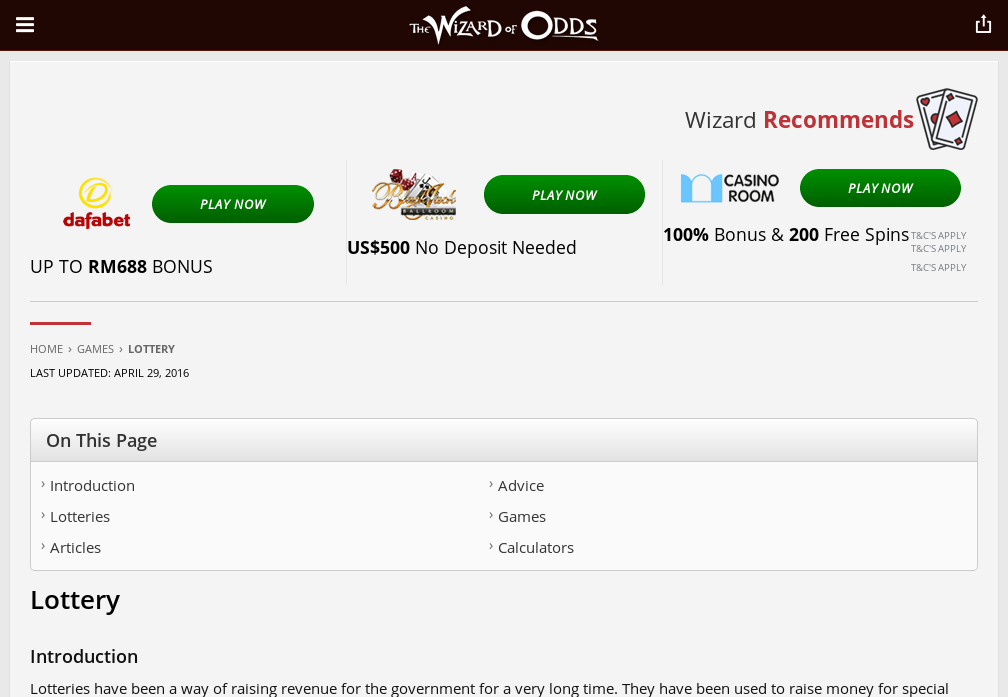 THE WIZARD OF ODDS
Wizard Recommends
dafabet
PLAY NOW
UP TO RM688 BONUS
BlackJack
BALLROOM
CASINO
PLAY NOW
US$500 No Deposit Needed
CASINO
ROOM
PLAY NOW
100% Bonus & 200 Free Spins
T&C'S APPLY
T&C'S APPLY
T&C'S APPLY
HOME › GAMES › LOTTERY
LAST UPDATED: APRIL 29, 2016
On This Page
› Introduction
› Lotteries
› Articles
› Advice
› Games
› Calculators
Lottery
Introduction
Lotteries have been a way of raising revenue for the government for a very long time. They have been used to raise money for special